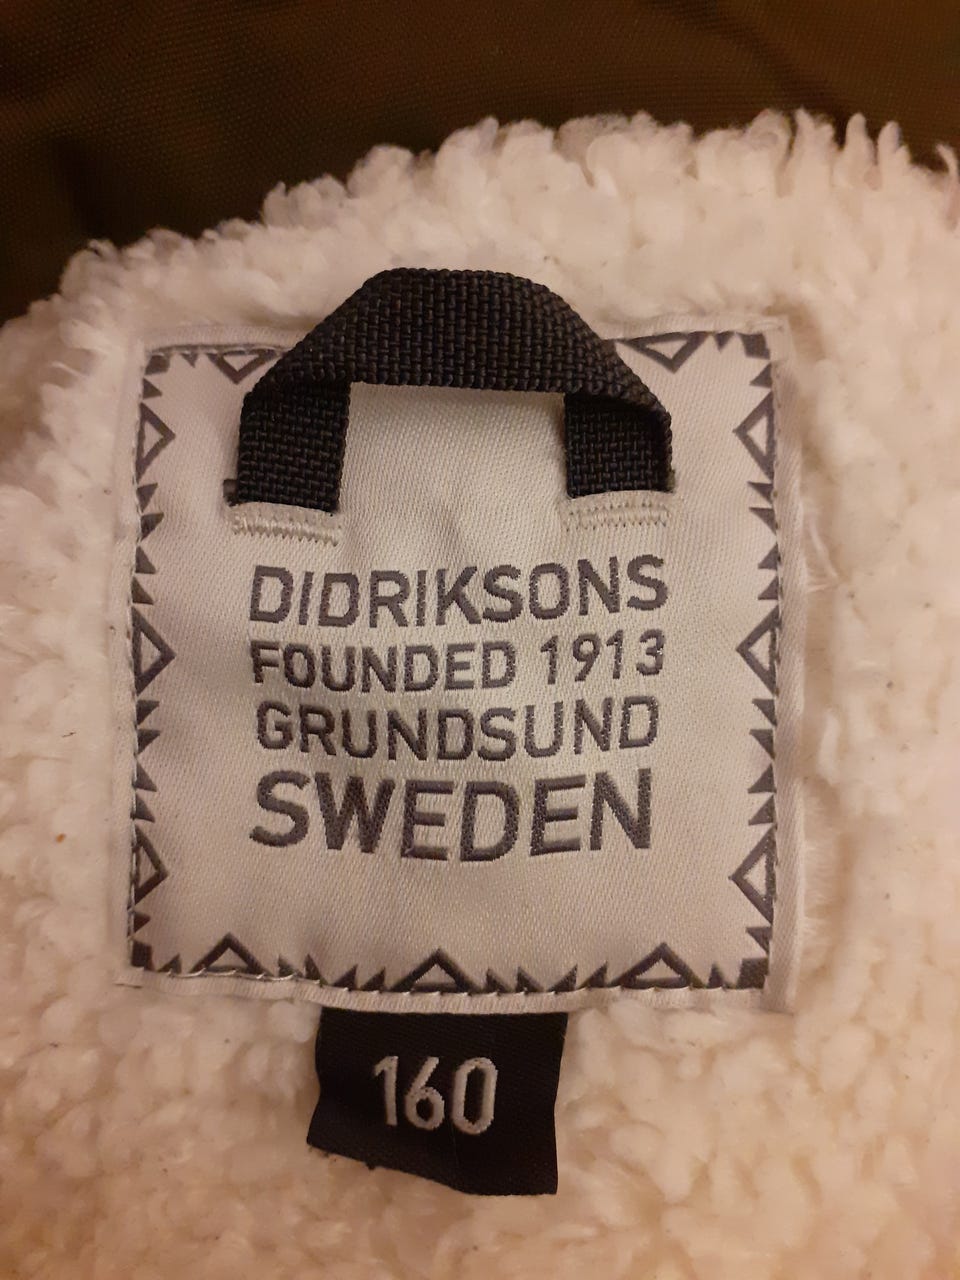 DIDRIKSONS
FOUNDED 1913
GRUNDSUND
SWEDEN
160